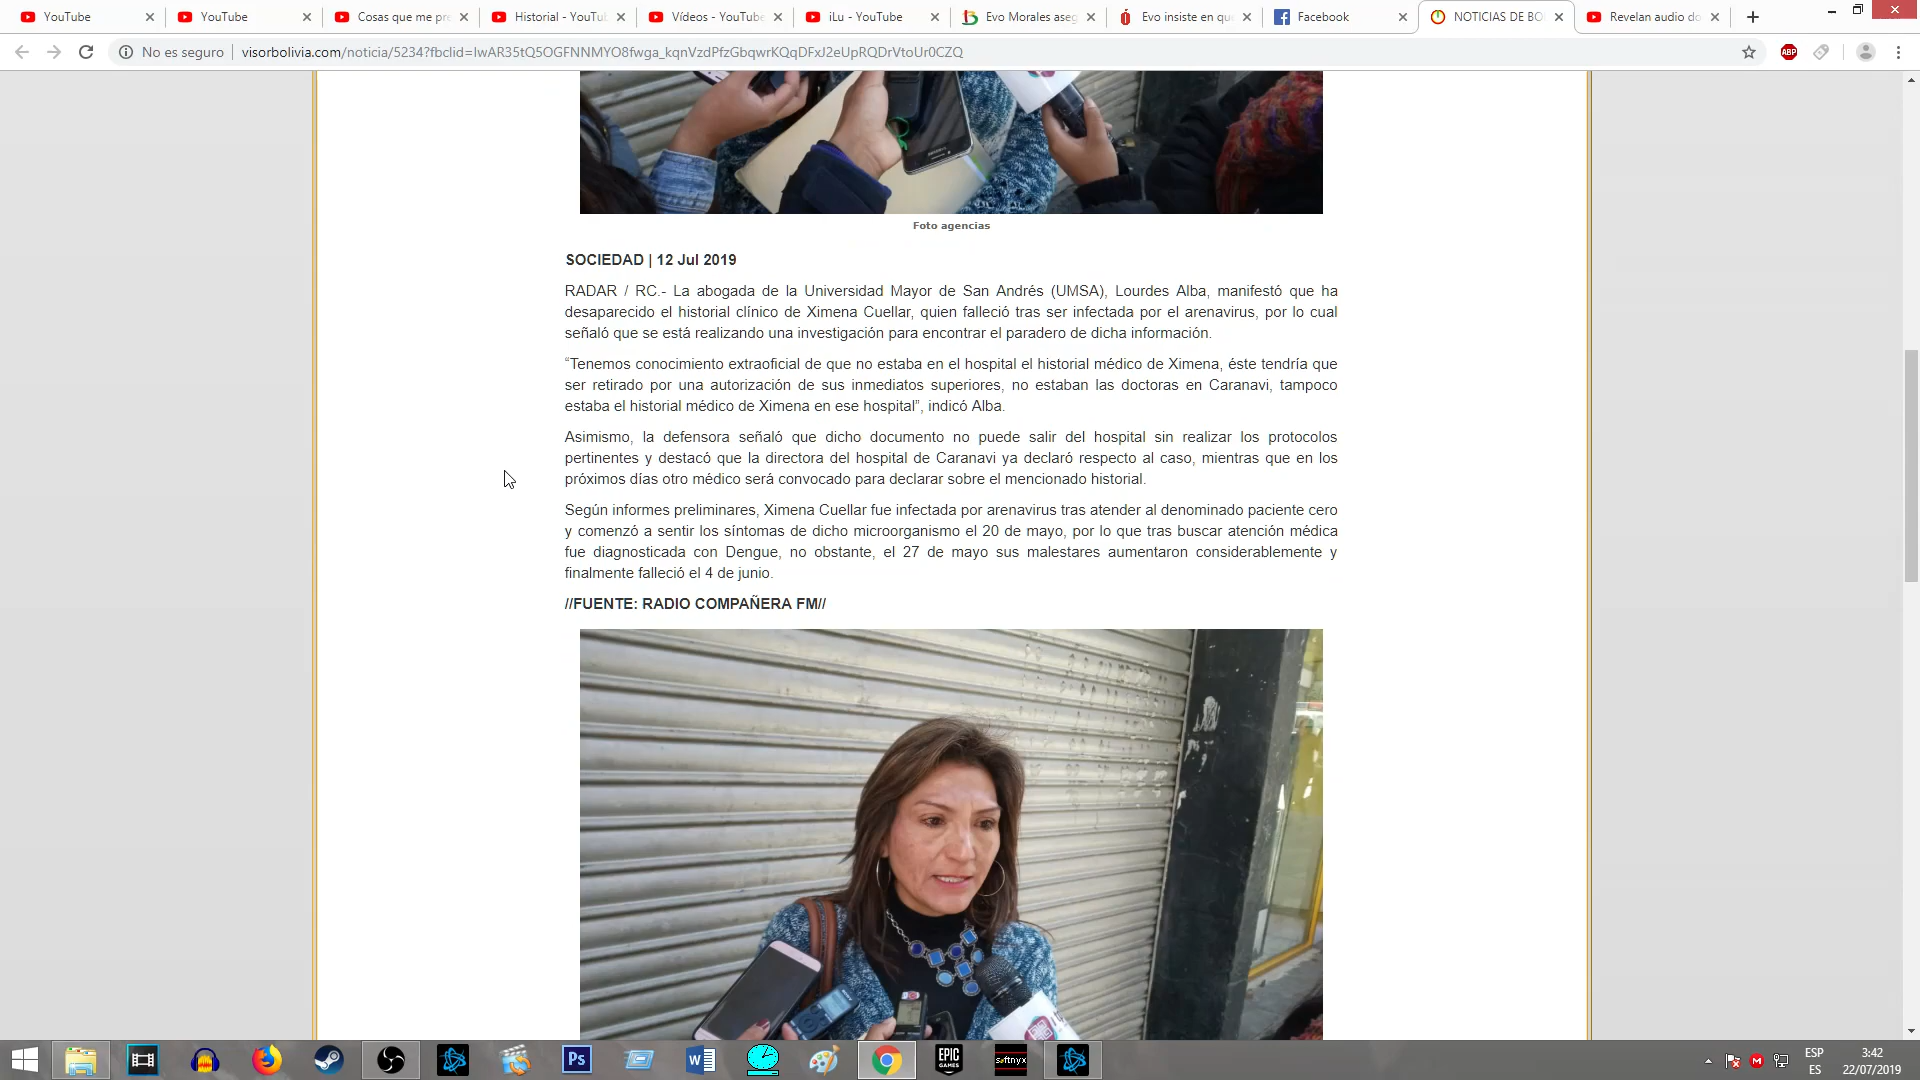 YouTube
YouTube
Cosas que me pre
Historial - YouTu
Vídeos - YouTube
iLu - YouTube
Evo Morales aseg
Evo insiste en qu
Facebook
NOTICIAS DE BO
Revelan audio do
No es seguro
visorbolivia.com/noticia/5234?fbclid=IwAR35tQ5OGFNNMYO8fwga_kqnVzdPfzGbqwrKQqDFxJ2eUpRQDrVtoUr0CZQ
ABP
Foto agencias
SOCIEDAD | 12 Jul 2019
RADAR / RC.- La abogada de la Universidad Mayor de San Andrés (UMSA), Lourdes Alba, manifestó que ha
desaparecido el historial clínico de Ximena Cuellar, quien falleció tras ser infectada por el arenavirus, por lo cual
señaló que se está realizando una investigación para encontrar el paradero de dicha información.
“Tenemos conocimiento extraoficial de que no estaba en el hospital el historial médico de Ximena, éste tendría que
ser retirado por una autorización de sus inmediatos superiores, no estaban las doctoras en Caranavi, tampoco
estaba el historial médico de Ximena en ese hospital”, indicó Alba.
Asimismo, la defensora señaló que dicho documento no puede salir del hospital sin realizar los protocolos
pertinentes y destacó que la directora del hospital de Caranavi ya declaró respecto al caso, mientras que en los
próximos días otro médico será convocado para declarar sobre el mencionado historial.
Según informes preliminares, Ximena Cuellar fue infectada por arenavirus tras atender al denominado paciente cero
y comenzó a sentir los síntomas de dicho microorganismo el 20 de mayo, por lo que tras buscar atención médica
fue diagnosticada con Dengue, no obstante, el 27 de mayo sus malestares aumentaron considerablemente y
finalmente falleció el 4 de junio.
//FUENTE: RADIO COMPAÑERA FM//
Ps
W
EPIC
GAMES
softnyx
M
ESP
ES
3:42
22/07/2019